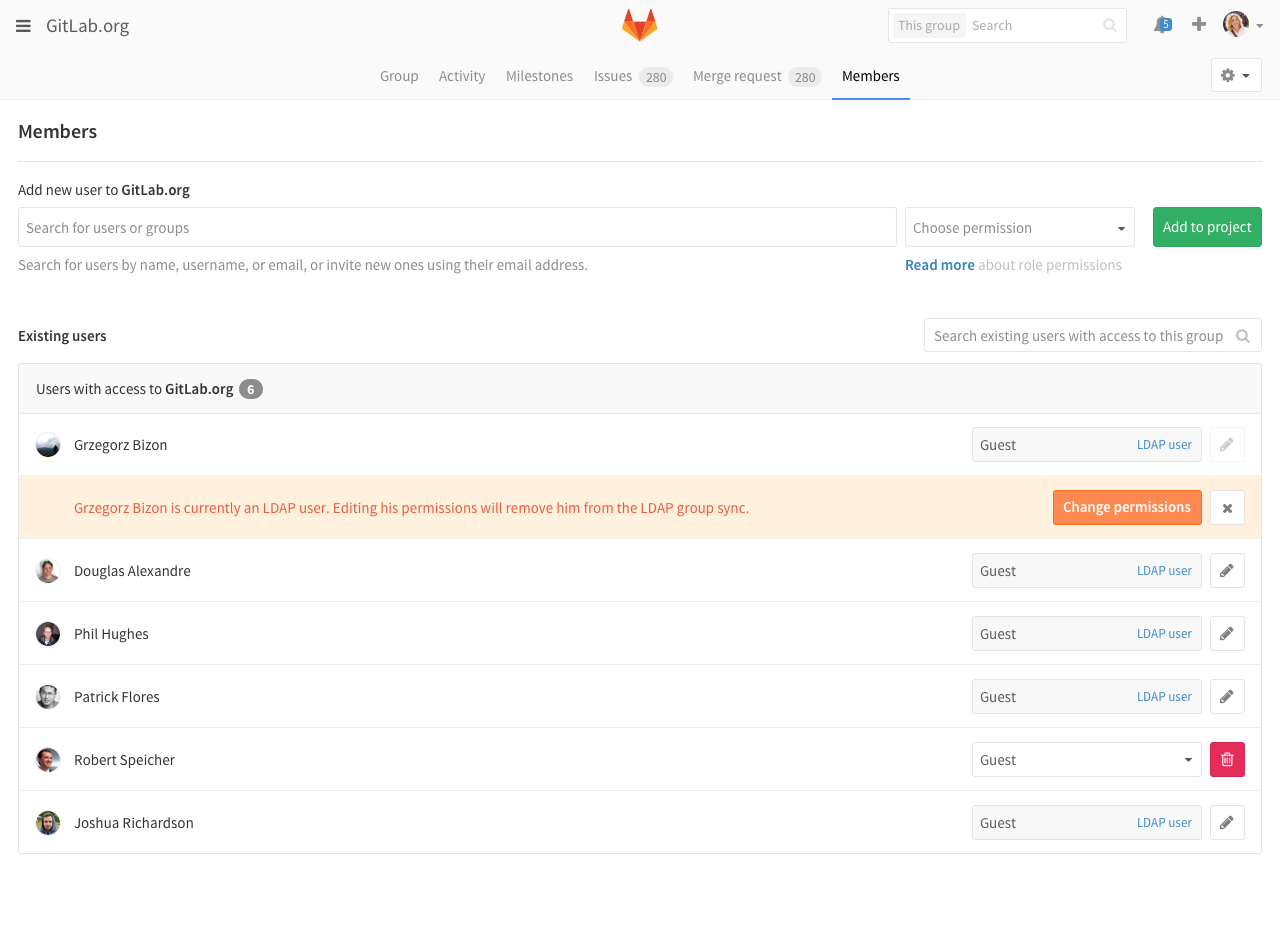 GitLab.org
This group Search
5
Group Activity Milestones Issues 280 Merge request 280 Members
Members
Add new user to GitLab.org
Search for users or groups Choose permission Add to project
Search for users by name, username, or email, or invite new ones using their email address. Read more about role permissions
Existing users Search existing users with access to this group
Users with access to GitLab.org 6
Grzegorz Bizon Guest LDAP user
Grzegorz Bizon is currently an LDAP user. Editing his permissions will remove him from the LDAP group sync. Change permissions
Douglas Alexandre Guest LDAP user
Phil Hughes Guest LDAP user
Patrick Flores Guest LDAP user
Robert Speicher Guest
Joshua Richardson Guest LDAP user